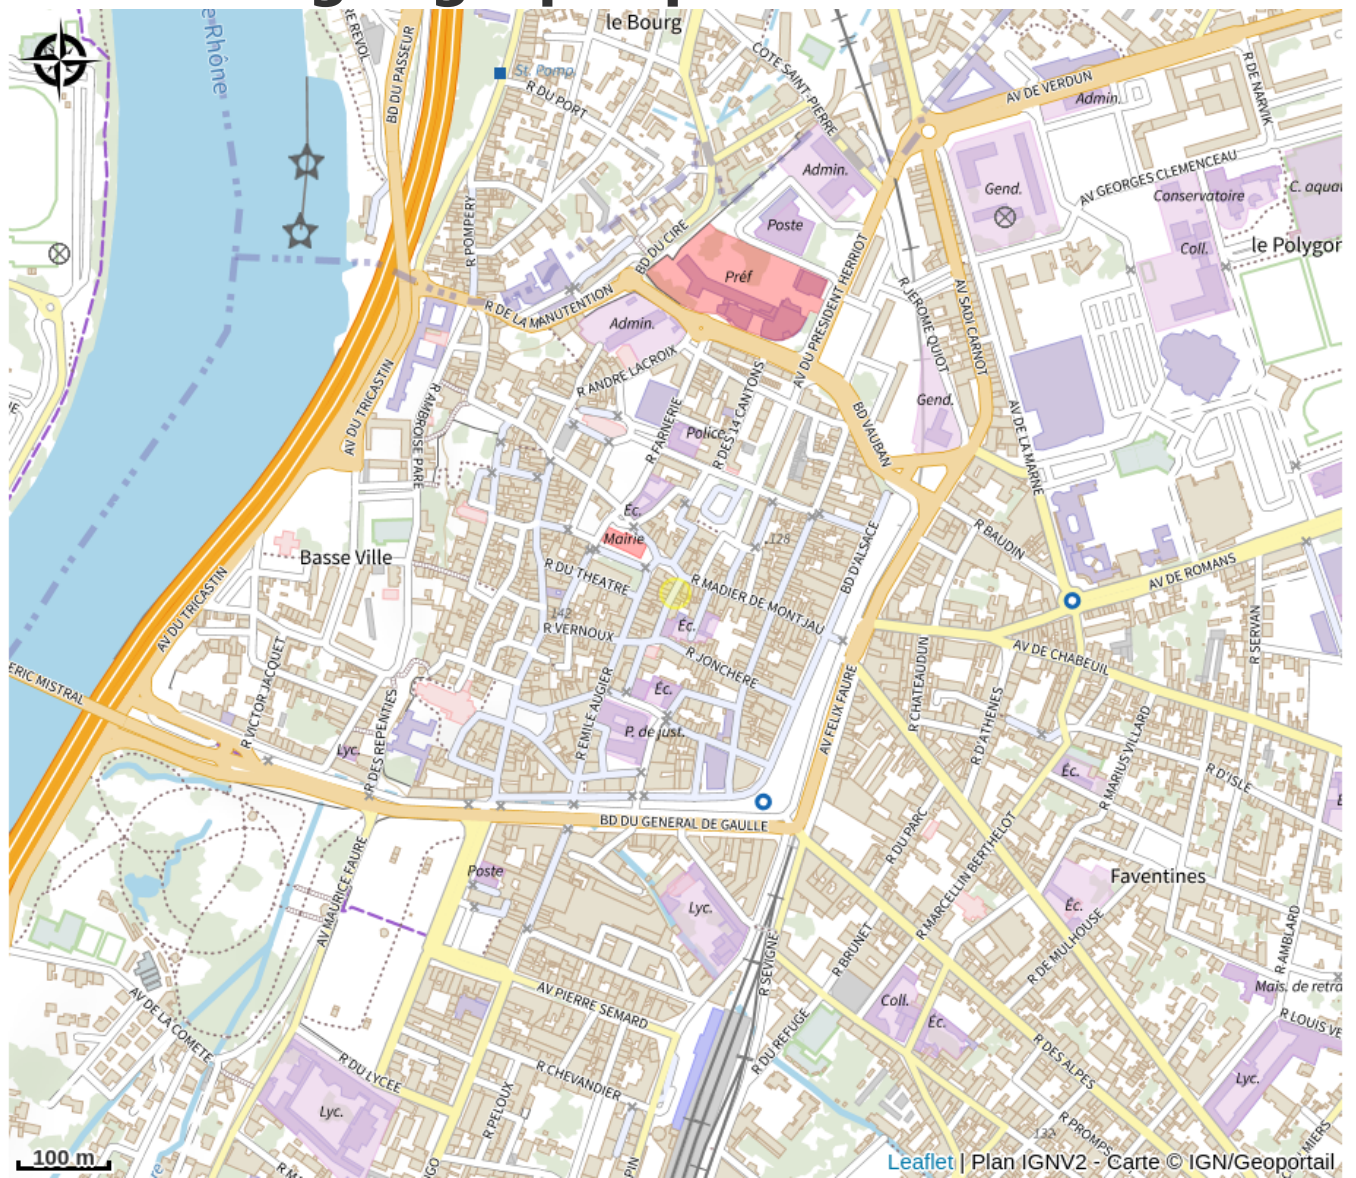 le Bourg
Rhône
BD DU PASSEUR
COTE SAINT-PIERRE
St. Pomp.
R DU PORT
AV DE VERDUN
Admin.
R DE NARVIK
Admin.
Gend.
AV GEORGES CLEMENCEAU
Conservatoire
Coll.
le Polygon
R POMPERY
Poste
BD DU CIRE
Préf
AV DU PRESIDENT HERRIOT
R DE LA MANUTENTION
Admin.
R JEROME QUIOT
AV SADI CARNOT
R ANDRE LACROIX
AV DU TRICASTIN
R AMBROISE PARE
R FARNERIE
Police
R DES 14 CANTONS
BD VAUBAN
Gend.
AV DE LA MARNE
Éc.
Mairie
128
BD D'ALSACE
R BAUDIN
Basse Ville
R DU THEATRE
R MADIER DE MONTJAU
AV DE ROMANS
AV DU TRICASTIN
142
R VERNOUX
Éc.
R JONCHERE
AV DE CHABEUIL
R SERVAN
ERIC MISTRAL
R VICTOR JACQUET
R DES REPENTIES
R EMILE AUGIER
Éc.
P. de just.
AV FELIX FAURE
R CHATEAUDUN
R D'ATHENES
R MARIUS VILLARD
Lyc.
Éc.
R D'ISLE
BD DU GENERAL DE GAULLE
R DU PARC
R MARCELLIN BERTHELOT
Faventines
AV MAURICE FAURE
Poste
Lyc.
Éc.
R SEVIGNE
R BRUNET
R DE MULHOUSE
R AMBLARD
Mais. de retra
AV DE LA COMETE
AV PIERRE SEMARD
Coll.
Éc.
R LOUIS VE
R DU LYCEE
R CHEVANDIER
R DU REFUGE
R DES ALPES
Lyc.
Lyc.
R PELOUX
132
R PROMPS
100 m
Leaflet | Plan IGNV2 - Carte © IGN/Geoportail